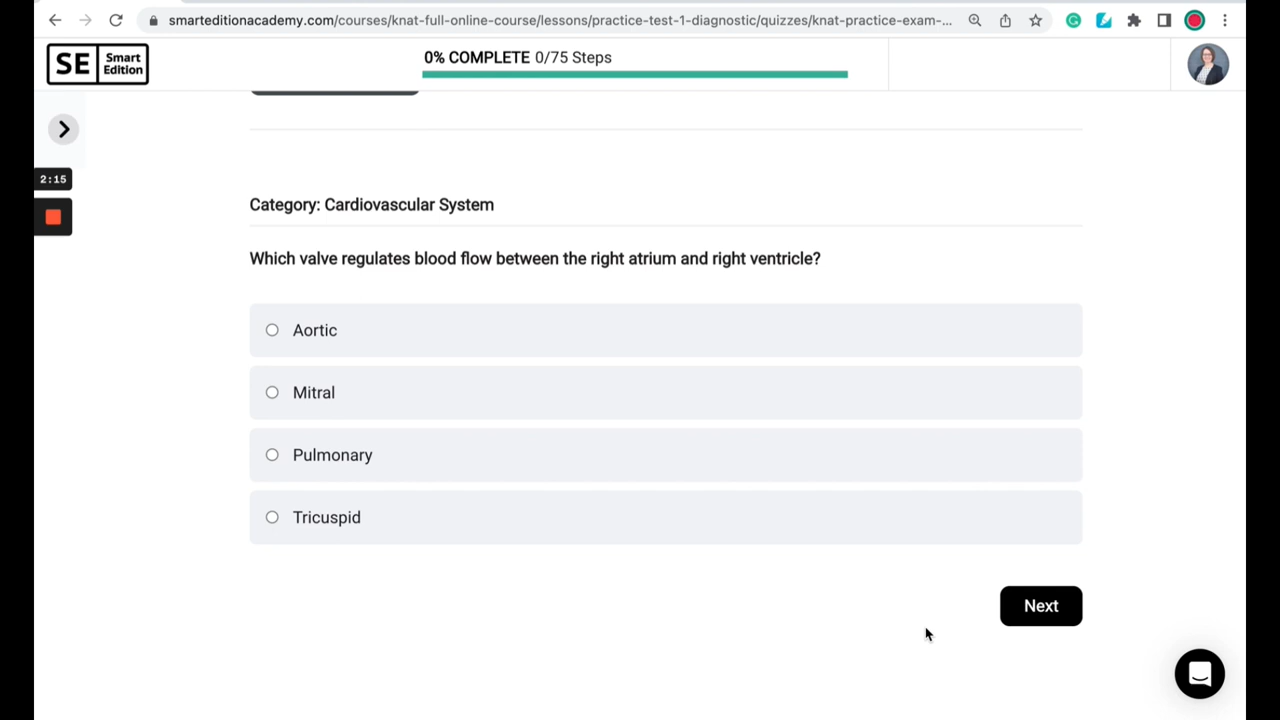 smarteditionacademy.com/courses/knat-full-online-course/lessons/practice-test-1-diagnostic/quizzes/knat-practice-exam-...
SE Smart Edition
0% COMPLETE 0/75 Steps
2:15
Category: Cardiovascular System
Which valve regulates blood flow between the right atrium and right ventricle?
Aortic
Mitral
Pulmonary
Tricuspid
Next